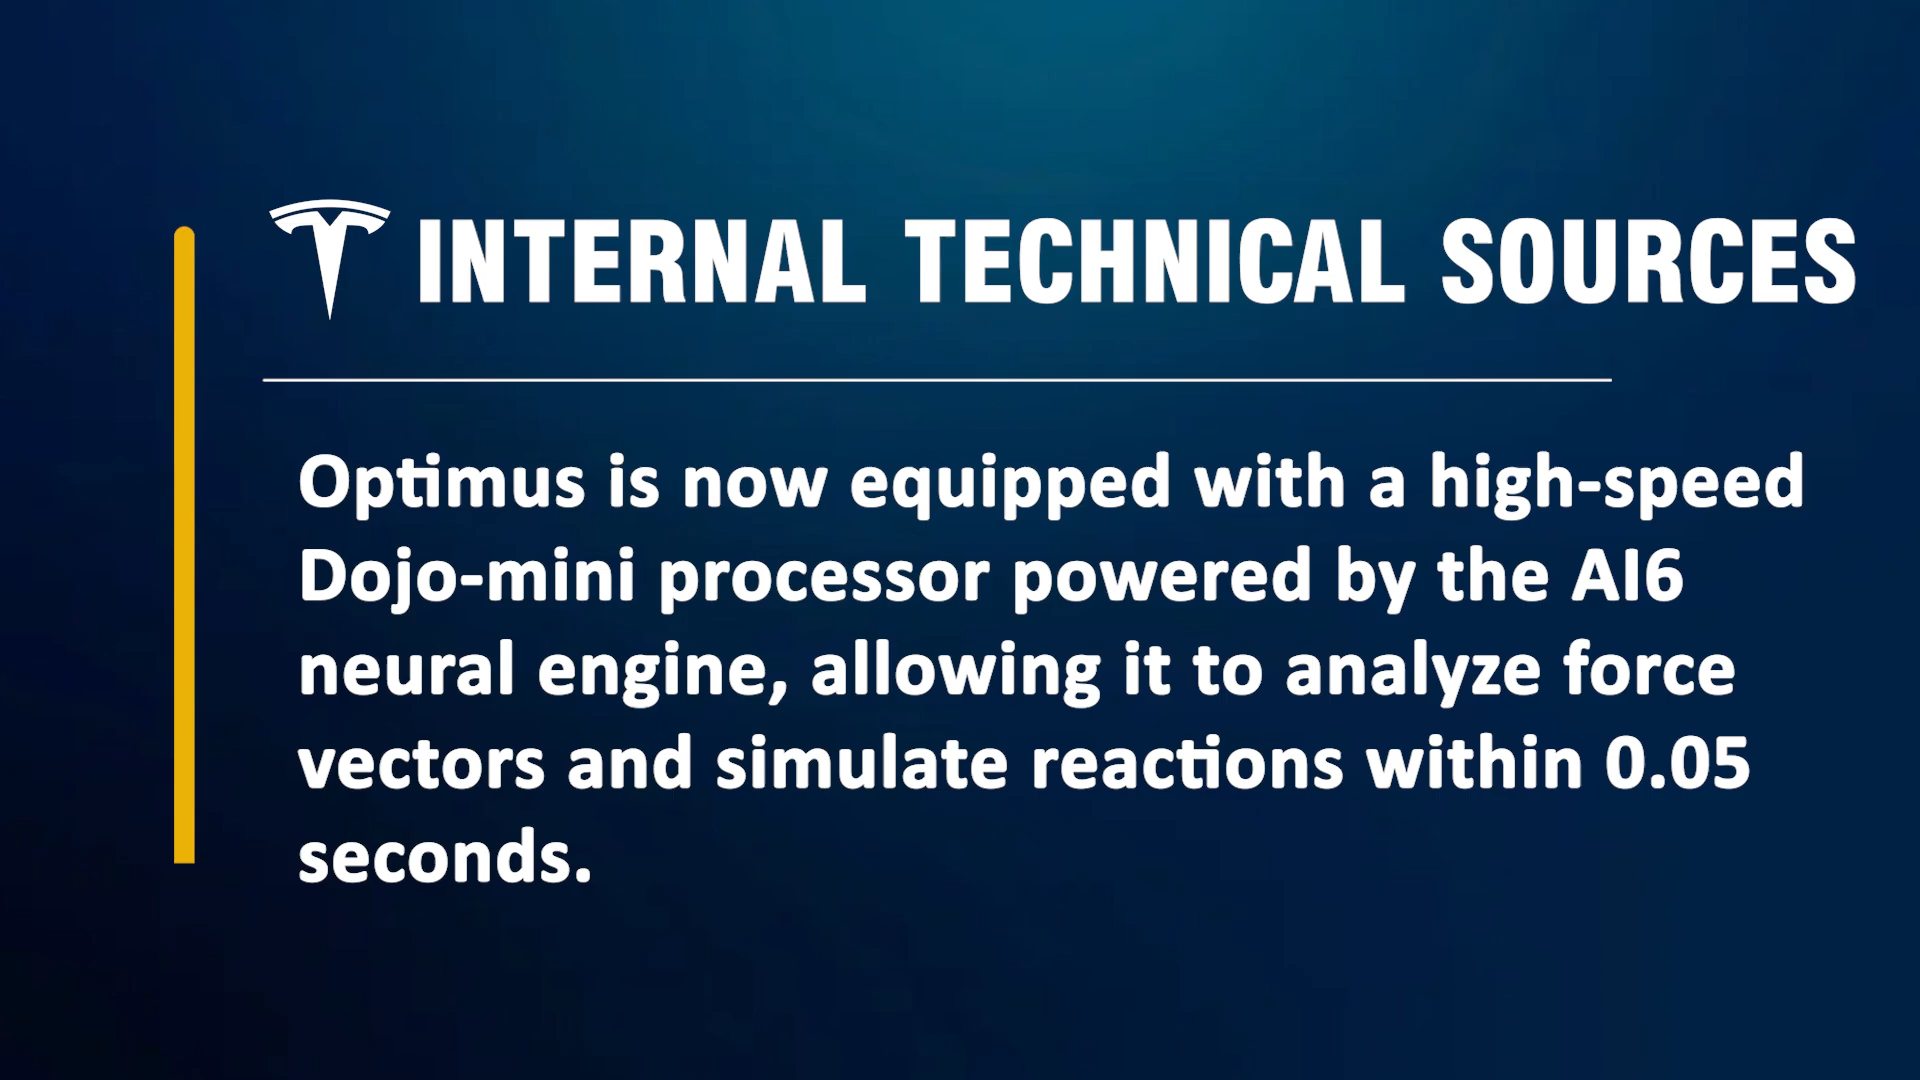 INTERNAL TECHNICAL SOURCES
Optimus is now equipped with a high-speed
Dojo-mini processor powered by the AI6
neural engine, allowing it to analyze force
vectors and simulate reactions within 0.05
seconds.